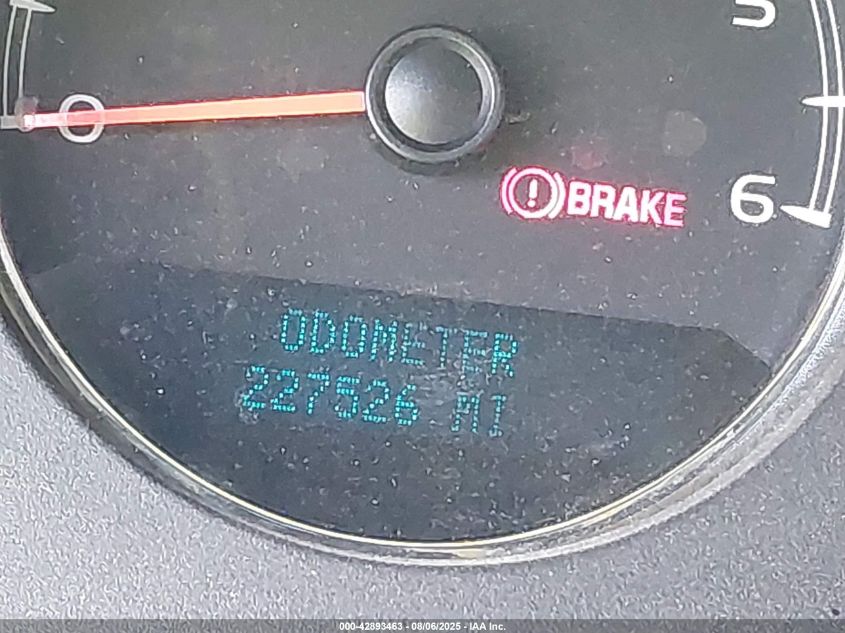 5
0
BRAKE
6
ODOMETER
227526 MI
000-42893463 - 08/06/2025 - IAA Inc.